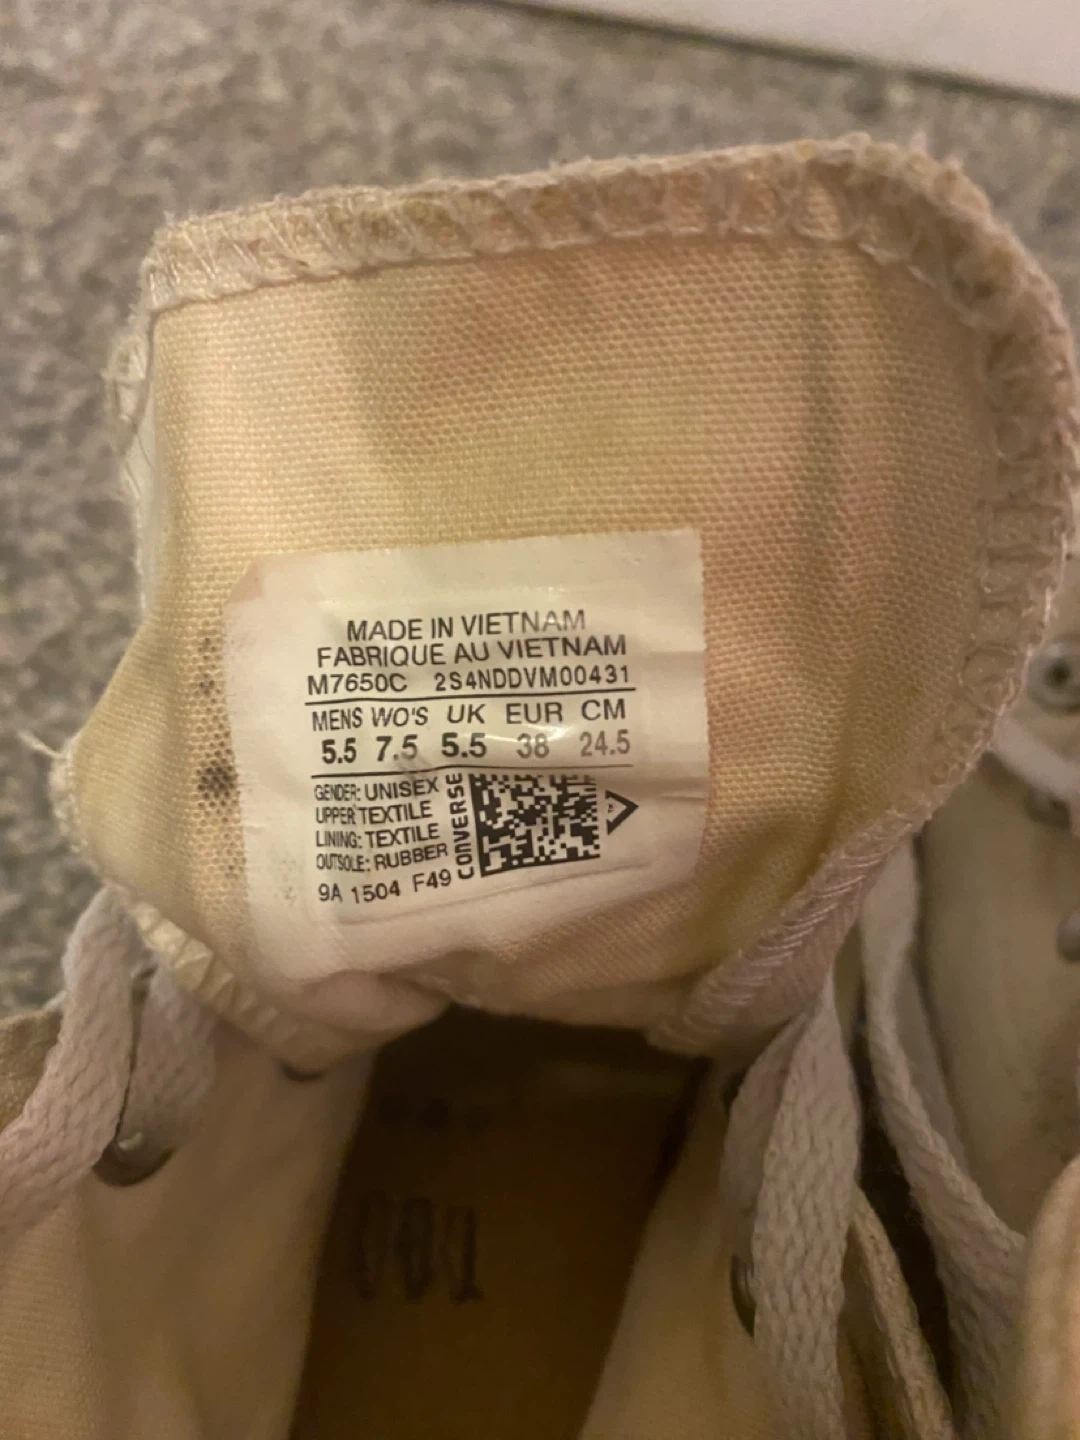 MADE IN VIETNAM
FABRIQUE AU VIETNAM
M7650C 2S4NDDVM00431
MENS WO'S UK EUR CM
5.5 7.5 5.5 38 24.5
GENDER: UNISEX
UPPER TEXTILE
LINING: TEXTILE
OUTSOLE: RUBBER
CONVERSE
9A 1504 F49